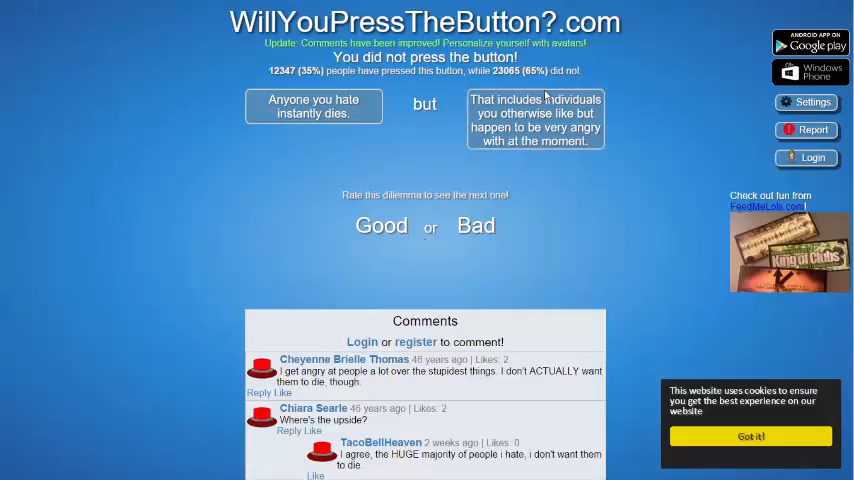 WillYouPressTheButton?.com
Update: Comments have been improved! Personalize yourself with avatars!
You did not press the button!
12347 (35%) people have pressed this button, while 23065 (65%) did not.
Anyone you hate
instantly dies.
but
That includes individuals
you otherwise like but
happen to be very angry
with at the moment.
Rate this dilemma to see the next one!
Good or Bad
Comments
Login or register to comment!
Cheyenne Brielle Thomas 46 years ago | Likes: 2
I get angry at people a lot over the stupidest things. I don't ACTUALLY want
them to die, though.
Reply Like
Chiara Searle 46 years ago | Likes: 2
Where's the upside?
Reply Like
TacoBellHeaven 2 weeks ago | Likes: 0
I agree, the HUGE majority of people i hate, i don't want them
to die.
Like
ANDROID APP ON
Google play
Windows
Phone
Settings
Report
Login
Check out fun from
FeedMeLots.com!
King of Clubs
This website uses cookies to ensure
you get the best experience on our
website
Got it!